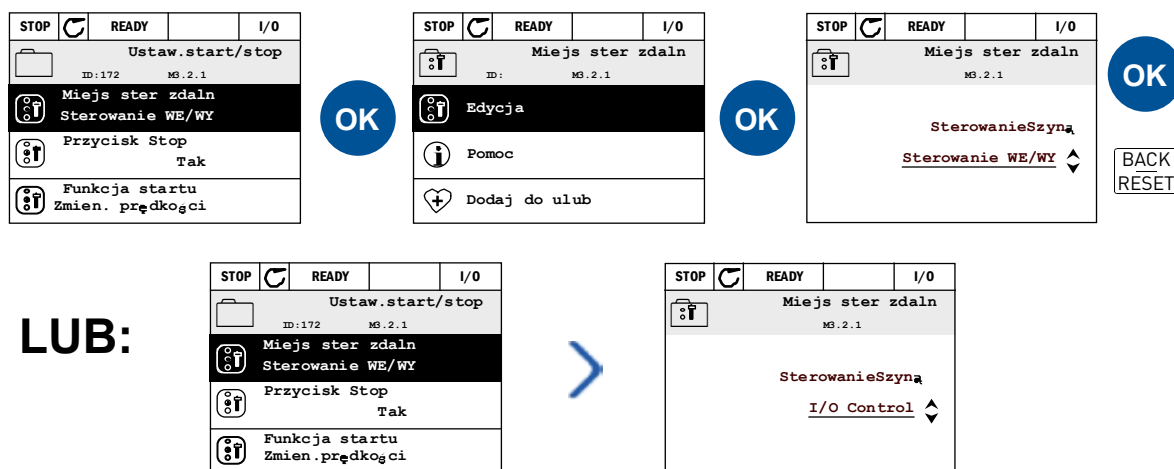 STOP READY I/O
Ustaw.start/stop
ID:172 M3.2.1
Miejs ster zdaln
Sterowanie WE/WY
Przycisk Stop
Tak
Funkcja startu
Zmien. prędkości
OK
STOP READY I/O
Miejs ster zdaln
ID: M3.2.1
Edycja
Pomoc
Dodaj do ulub
OK
STOP READY I/O
Miejs ster zdaln
M3.2.1
SterowanieSzyną
Sterowanie WE/WY
OK
BACK
RESET
LUB:
STOP READY I/O
Ustaw.start/stop
ID:172 M3.2.1
Miejs ster zdaln
Sterowanie WE/WY
Przycisk Stop
Tak
Funkcja startu
Zmien.prędkości
STOP READY I/O
Miejs ster zdaln
M3.2.1
SterowanieSzyną
I/O Control